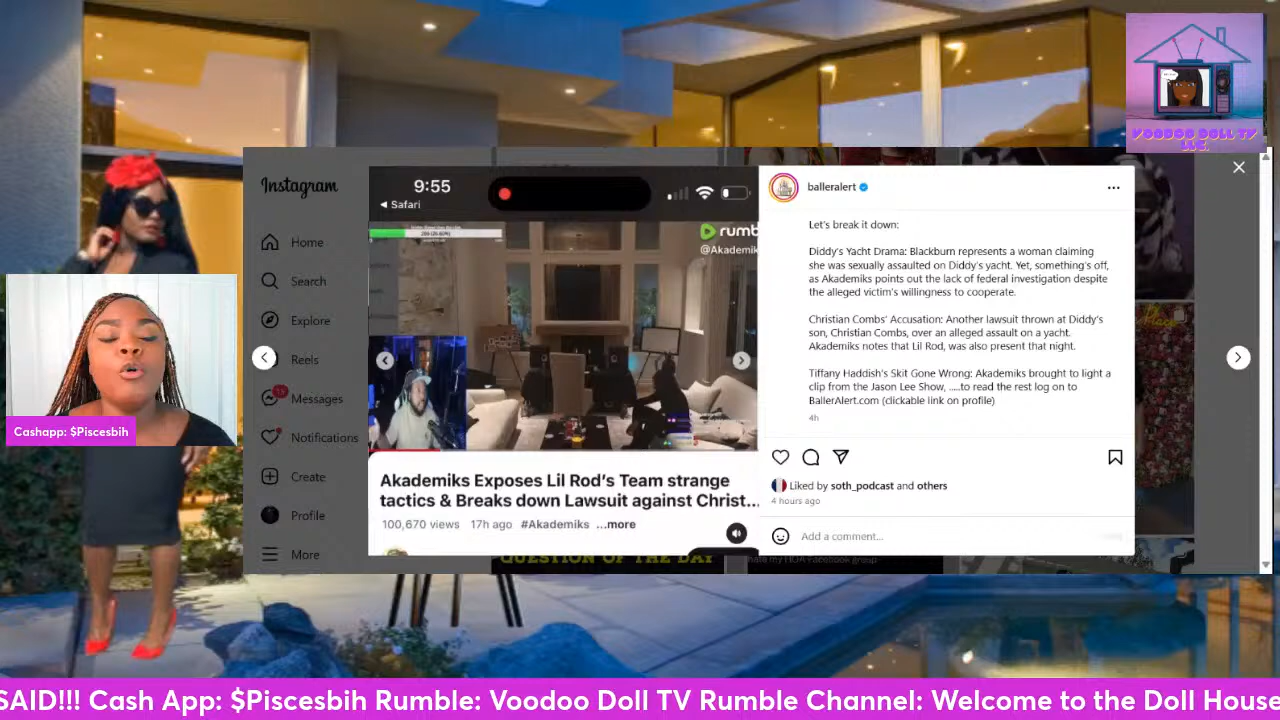 VOODOO DOLL TV
LLC.
Instagram
Home
Search
Explore
Reels
Messages
Notifications
Create
Profile
More
9:55
Safari
rumb
@Akademik
balleralert
Let's break it down:
Diddy's Yacht Drama: Blackburn represents a woman claiming
she was sexually assaulted on Diddy's yacht. Yet, something's off,
as Akademiks points out the lack of federal investigation despite
the alleged victim's willingness to cooperate.
Christian Combs' Accusation: Another lawsuit thrown at Diddy's
son, Christian Combs, over an alleged assault on a yacht.
Akademiks notes that Lil Rod, was also present that night.
Tiffany Haddish's Skit Gone Wrong: Akademiks brought to light a
clip from the Jason Lee Show, .....to read the rest log on to
BallerAlert.com (clickable link on profile)
4h
Liked by soth_podcast and others
4 hours ago
Add a comment...
Akademiks Exposes Lil Rod's Team strange
tactics & Breaks down Lawsuit against Christ...
100,670 views 17h ago #Akademiks ...more
QUESTION OF THE DAY
Cashapp: $Piscesbih
SAID!!! Cash App: $Piscesbih Rumble: Voodoo Doll TV Rumble Channel: Welcome to the Doll House